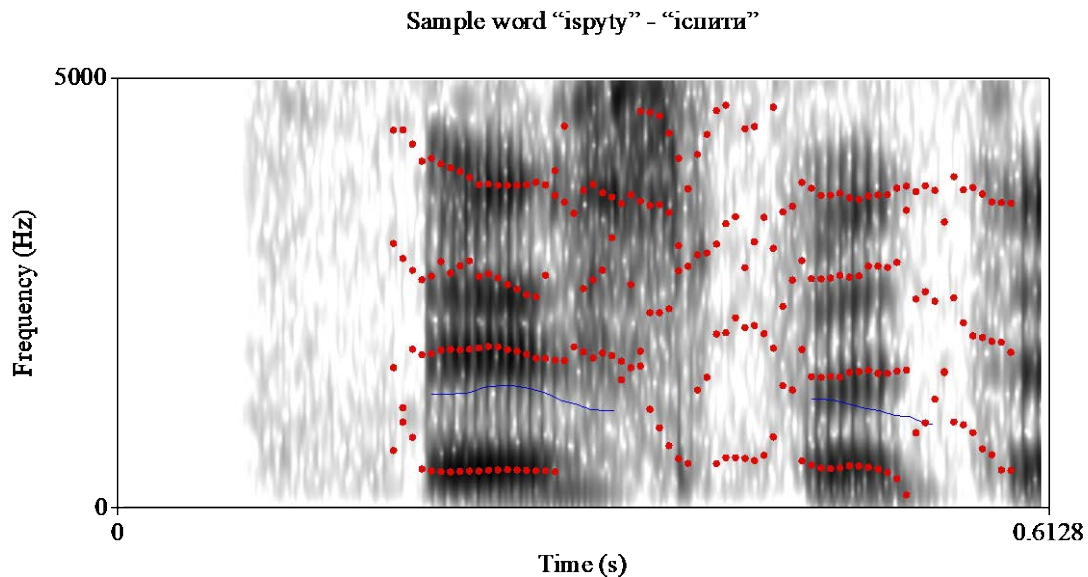 Sample word “ispyty” - “іспити”
5000
Frequency (Hz)
0
0
0.6128
Time (s)